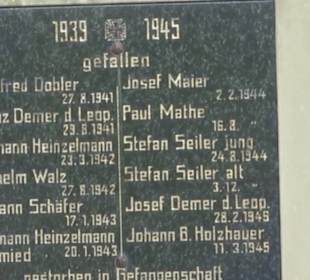 1939 1945
gefallen
fred Dobler
27.8.1941
z Demer d. Leop.
29.8.1941
mann Heinzelmann
23.3.1942
helm Walz
27.8.1942
ann Schäfer
17.1.1943
mann Heinzelmann
mied 20.1.1943
Josef Maier
2.2.1944
Paul Mathe
16.8. "
Stefan Seiler jung
24.8.1944
Stefan Seiler alt
3.12. "
Josef Demer d. Leop.
28.2.1945
Johann B. Holzhauer
11.3.1945
gestorben in Gefangenschaft